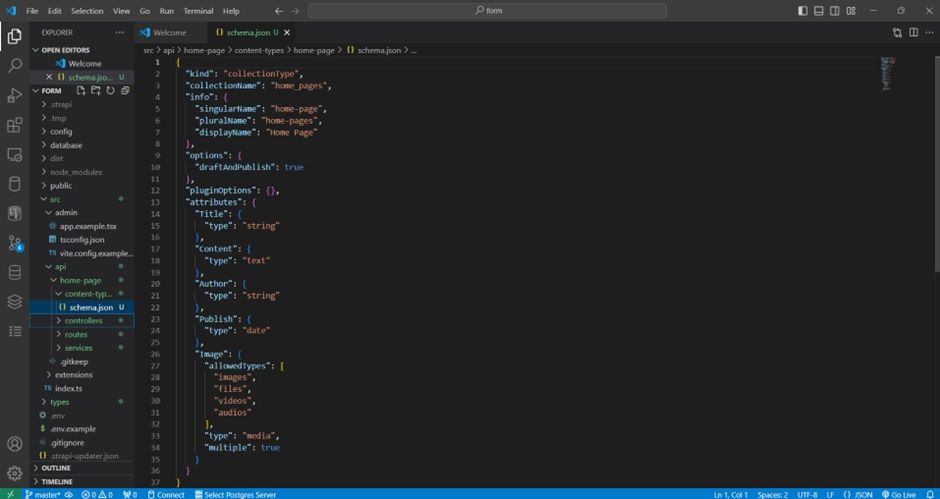 File Edit Selection View Go Run Terminal Help
form
EXPLORER
OPEN EDITORS
Welcome
schema.jso... U
FORM
.strapi
.tmp
config
database
dist
node_modules
public
src
admin
app.example.tsx
tsconfig.json
vite.config.example...
api
home-page
content-typ...
schema.json U
controllers
routes
services
.gitkeep
extensions
index.ts
types
.env
.env.example
.gitignore
.strapi-updater.json
OUTLINE
TIMELINE
Welcome
schema.json U
src > api > home-page > content-types > home-page > schema.json > ...
1 {
2 "kind": "collectionType",
3 "collectionName": "home_pages",
4 "info": {
5 "singularName": "home-page",
6 "pluralName": "home-pages",
7 "displayName": "Home Page"
8 },
9 "options": {
10 "draftAndPublish": true
11 },
12 "pluginOptions": {},
13 "attributes": {
14 "Title": {
15 "type": "string"
16 },
17 "Content": {
18 "type": "text"
19 },
20 "Author": {
21 "type": "string"
22 },
23 "Publish": {
24 "type": "date"
25 },
26 "Image": {
27 "allowedTypes": [
28 "images",
29 "files",
30 "videos",
31 "audios"
32 ],
33 "type": "media",
34 "multiple": true
35 }
36 }
37 }
master* 0 0 0 Connect Select Postgres Server Ln 1, Col 1 Spaces: 2 UTF-8 LF {} JSON Go Live